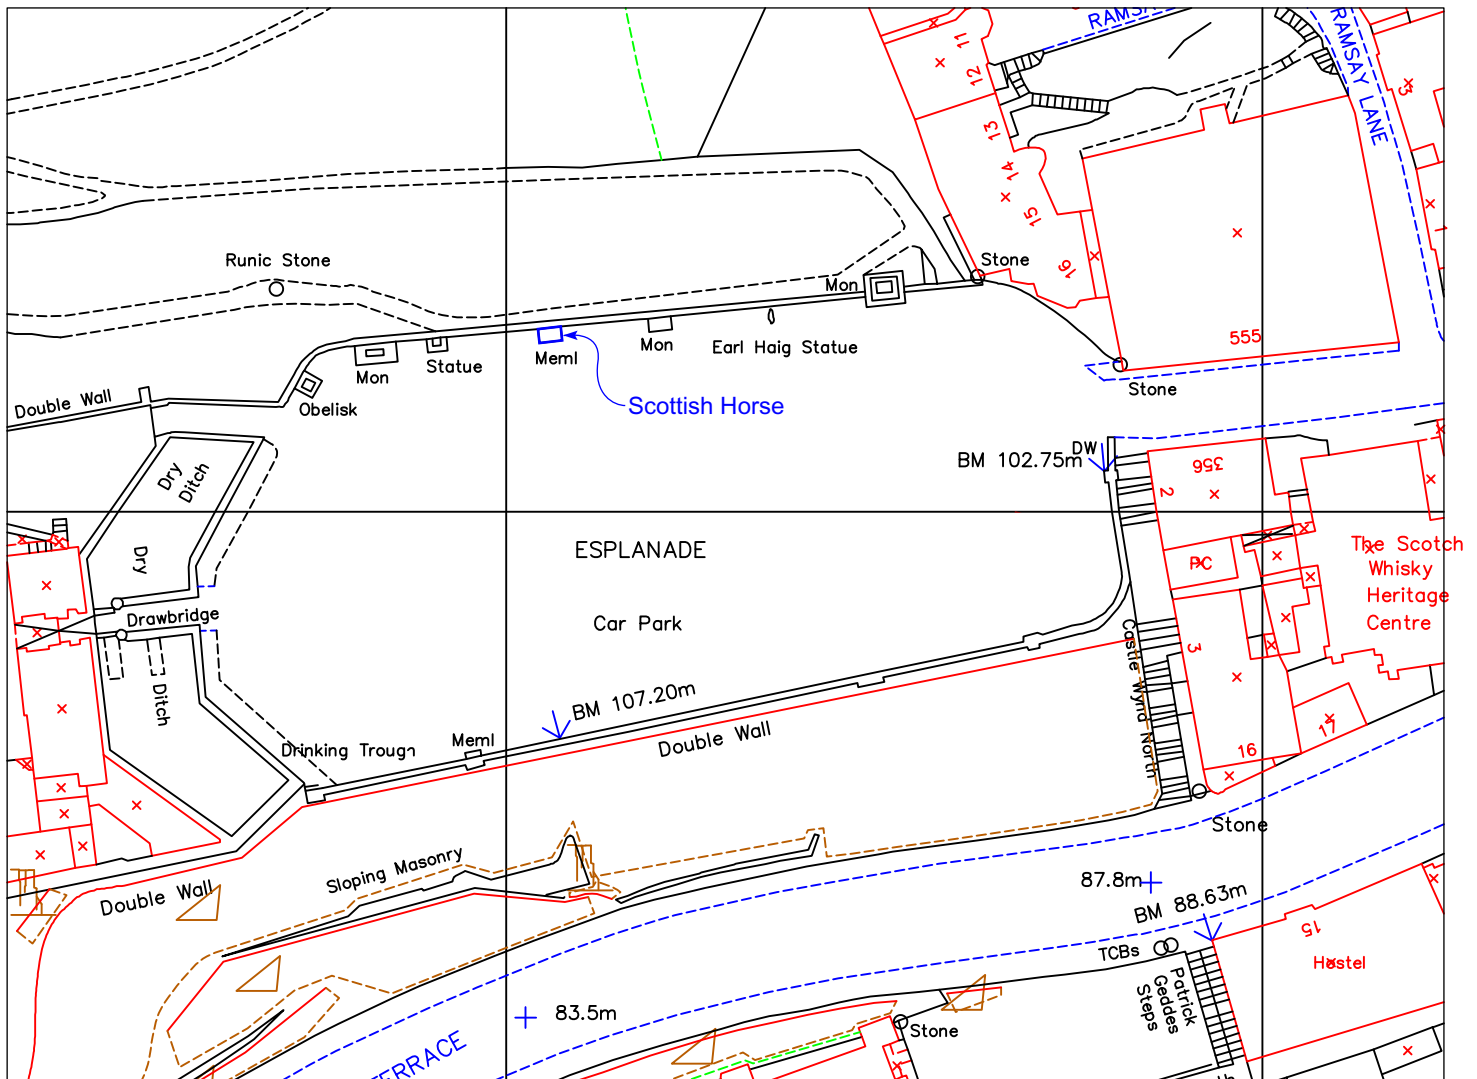 RAMSA
RAMSAY LANE
11
12
13
14
15
16
3
1
Runic Stone
Stone
Mon
555
Meml
Mon
Earl Haig Statue
Statue
Mon
Obelisk
Double Wall
Scottish Horse
Stone
DW
BM 102.75m
356
2
Dry
Ditch
Dry
ESPLANADE
PC
The Scotch
Whisky
Heritage
Centre
Drawbridge
Car Park
Castle Wynd North
3
Ditch
BM 107.20m
Double Wall
Meml
Drinking Trough
16
17
Stone
Sloping Masonry
Double Wall
87.8m
BM 88.63m
15
Hostel
TCBs
Patrick
Geddes
Steps
83.5m
Stone
ERRACE